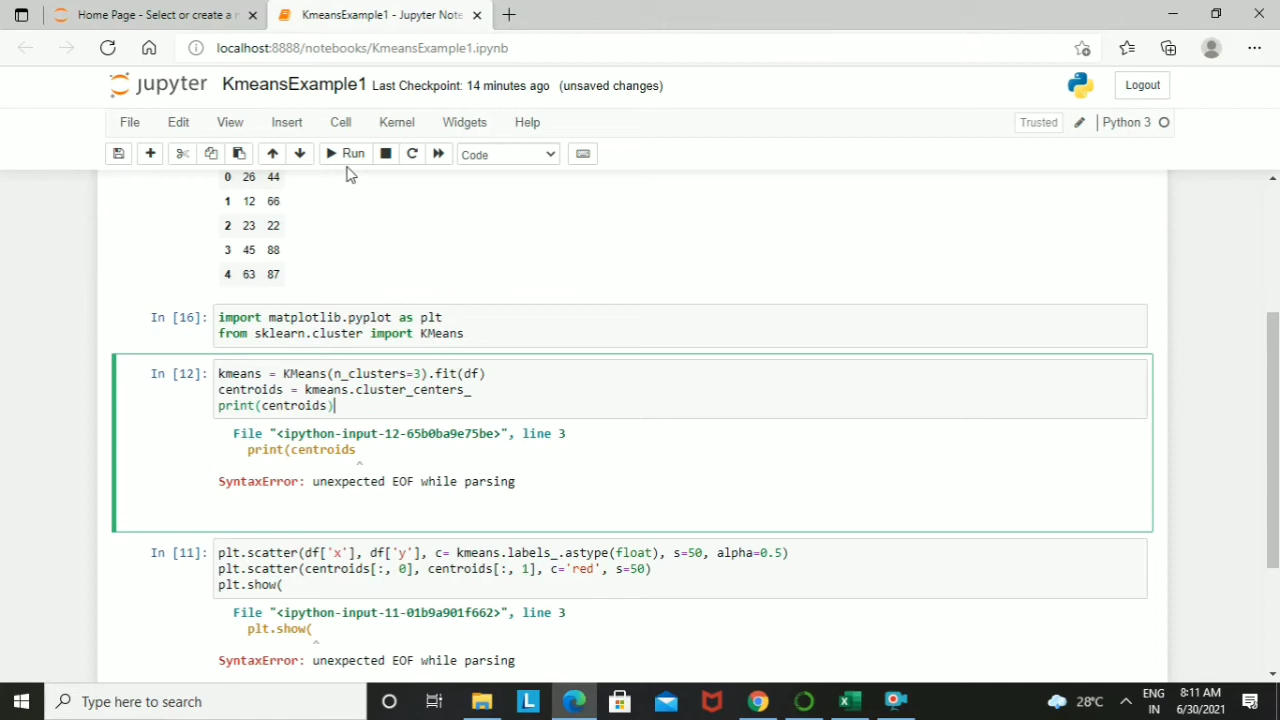 Home Page - Select or create a n
KmeansExample1 - Jupyter Note
localhost:8888/notebooks/KmeansExample1.ipynb
jupyter KmeansExample1 Last Checkpoint: 14 minutes ago (unsaved changes)
Logout
File Edit View Insert Cell Kernel Widgets Help
Trusted
Python 3
Run
Code
0 26 44
1 12 66
2 23 22
3 45 88
4 63 87
In [16]: import matplotlib.pyplot as plt
from sklearn.cluster import KMeans
In [12]: kmeans = KMeans(n_clusters=3).fit(df)
centroids = kmeans.cluster_centers_
print(centroids)
File "<ipython-input-12-65b0ba9e75be>", line 3
print(centroids
^
SyntaxError: unexpected EOF while parsing
In [11]: plt.scatter(df['x'], df['y'], c= kmeans.labels_.astype(float), s=50, alpha=0.5)
plt.scatter(centroids[:, 0], centroids[:, 1], c='red', s=50)
plt.show(
File "<ipython-input-11-01b9a901f662>", line 3
plt.show(
^
SyntaxError: unexpected EOF while parsing
Type here to search
L
28°C
ENG
IN
8:11 AM
6/30/2021